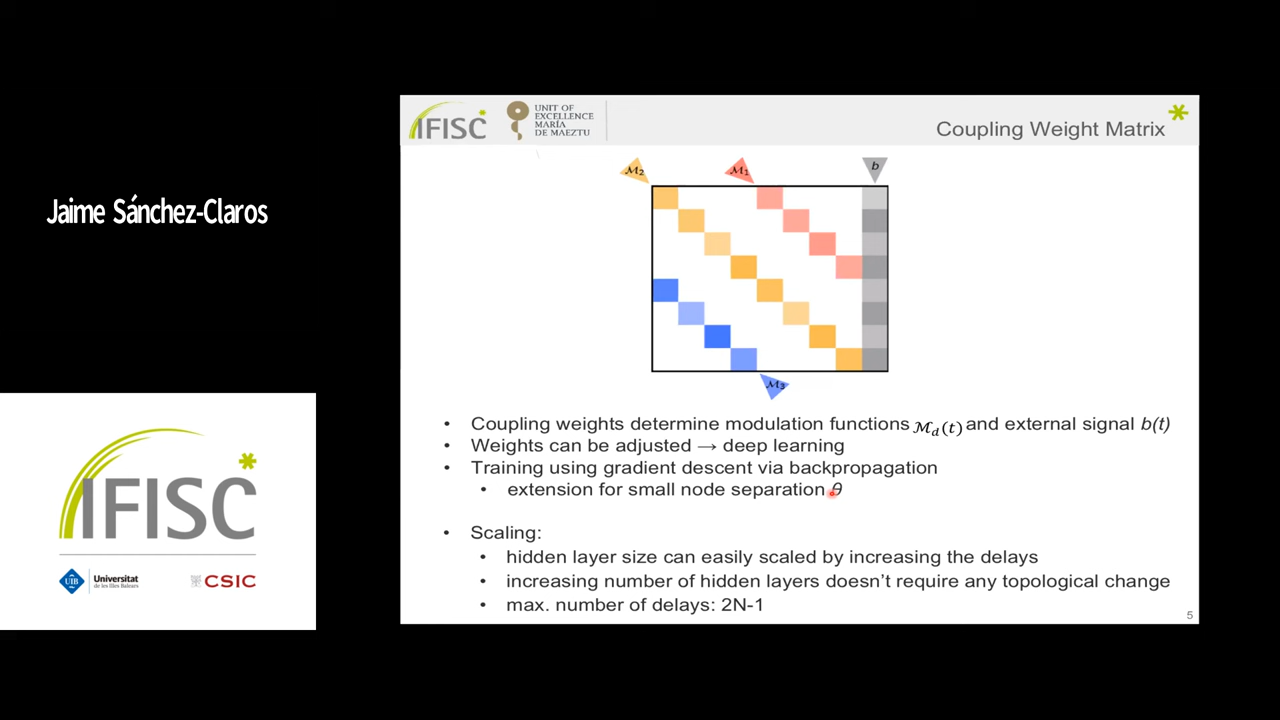 Jaime Sánchez-Claros
IFISC
UIB Universitat
de les Illes Balears
CSIC
IFISC
UNIT OF
EXCELLENCE
MARÍA
DE MAEZTU
Coupling Weight Matrix
ℳ₂ ℳ₁ b
ℳ₃
• Coupling weights determine modulation functions ℳ_d(t) and external signal b(t)
• Weights can be adjusted → deep learning
• Training using gradient descent via backpropagation
• extension for small node separation θ
• Scaling:
• hidden layer size can easily scaled by increasing the delays
• increasing number of hidden layers doesn't require any topological change
• max. number of delays: 2N-1
5